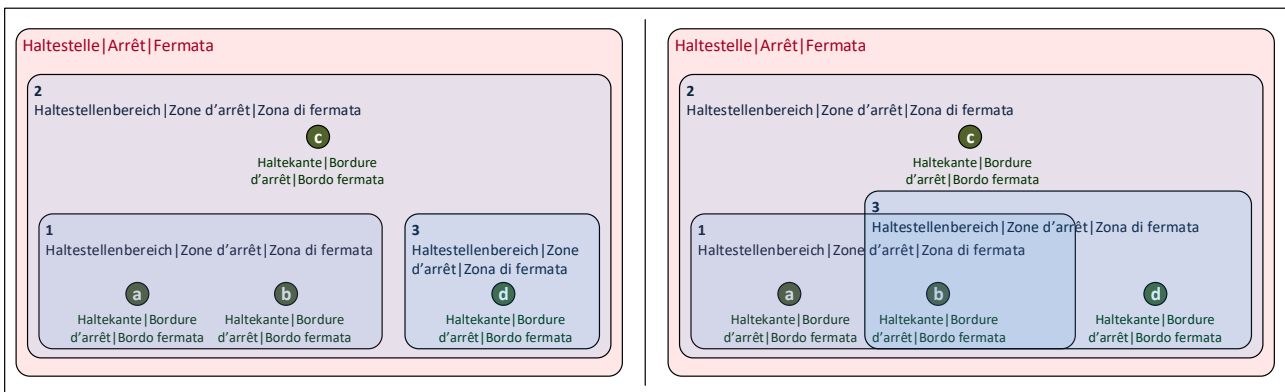 Haltestelle|Arrêt|Fermata
2
Haltestellenbereich|Zone d’arrêt|Zona di fermata
c
Haltekante|Bordure
d’arrêt|Bordo fermata
1
Haltestellenbereich|Zone d’arrêt|Zona di fermata
a
Haltekante|Bordure
d’arrêt|Bordo fermata
b
Haltekante|Bordure
d’arrêt|Bordo fermata
3
Haltestellenbereich|Zone
d’arrêt|Zona di fermata
d
Haltekante|Bordure
d’arrêt|Bordo fermata
Haltestelle|Arrêt|Fermata
2
Haltestellenbereich|Zone d’arrêt|Zona di fermata
c
Haltekante|Bordure
d’arrêt|Bordo fermata
3
Haltestellenbereich|Zone d’arrêt|Zona di fermata
1
Haltestellenbereich|Zone d’arrêt|Zona di fermata
a
Haltekante|Bordure
d’arrêt|Bordo fermata
b
Haltekante|Bordure
d’arrêt|Bordo fermata
d
Haltekante|Bordure
d’arrêt|Bordo fermata